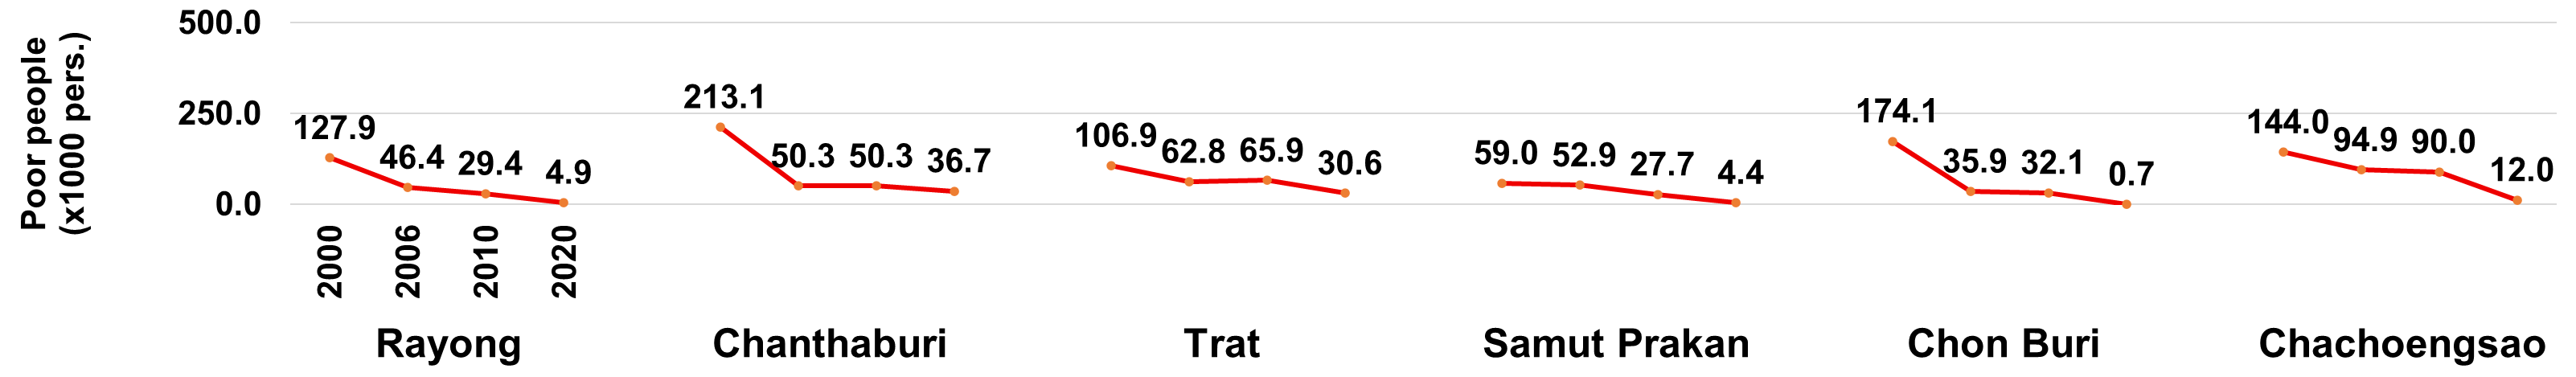 Poor people
(x1000 pers.)
500.0
250.0
0.0
127.9 46.4 29.4 4.9
213.1 50.3 50.3 36.7
106.9 62.8 65.9 30.6
59.0 52.9 27.7 4.4
174.1 35.9 32.1 0.7
144.0 94.9 90.0 12.0
2000 2006 2010 2020
Rayong Chanthaburi Trat Samut Prakan Chon Buri Chachoengsao